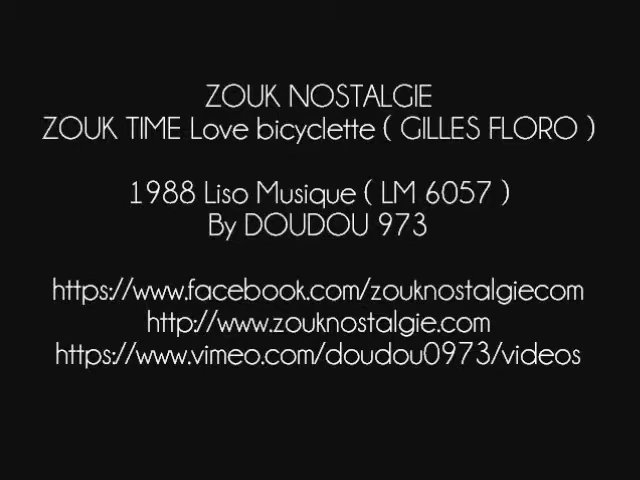 ZOUK NOSTALGIE
ZOUK TIME Love bicyclette ( GILLES FLORO )
1988 Liso Musique ( LM 6057 )
By DOUDOU 973
https://www.facebook.com/zouknostalgiecom
http://www.zouknostalgie.com
https://www.vimeo.com/doudou0973/videos